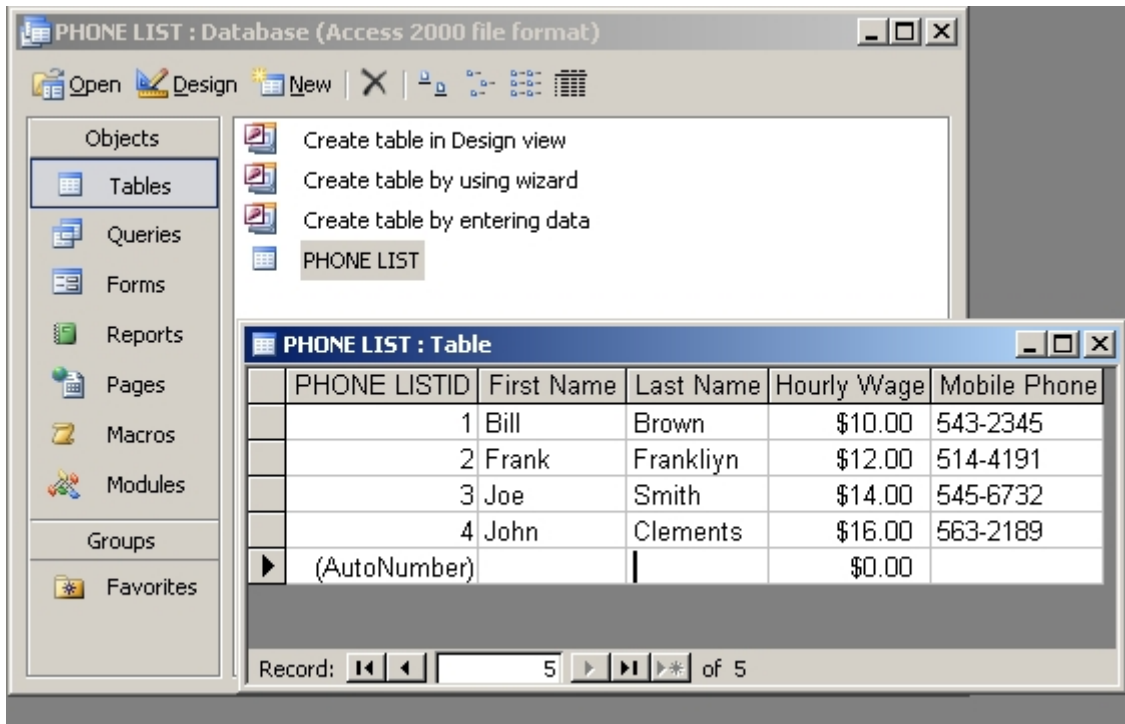 PHONE LIST : Database (Access 2000 file format)
Open Design New
Objects
Tables
Queries
Forms
Reports
Pages
Macros
Modules
Groups
Favorites
Create table in Design view
Create table by using wizard
Create table by entering data
PHONE LIST
PHONE LIST : Table
PHONE LISTID First Name Last Name Hourly Wage Mobile Phone
1 Bill Brown $10.00 543-2345
2 Frank Frankliyn $12.00 514-4191
3 Joe Smith $14.00 545-6732
4 John Clements $16.00 563-2189
(AutoNumber) $0.00
Record: 5 of 5